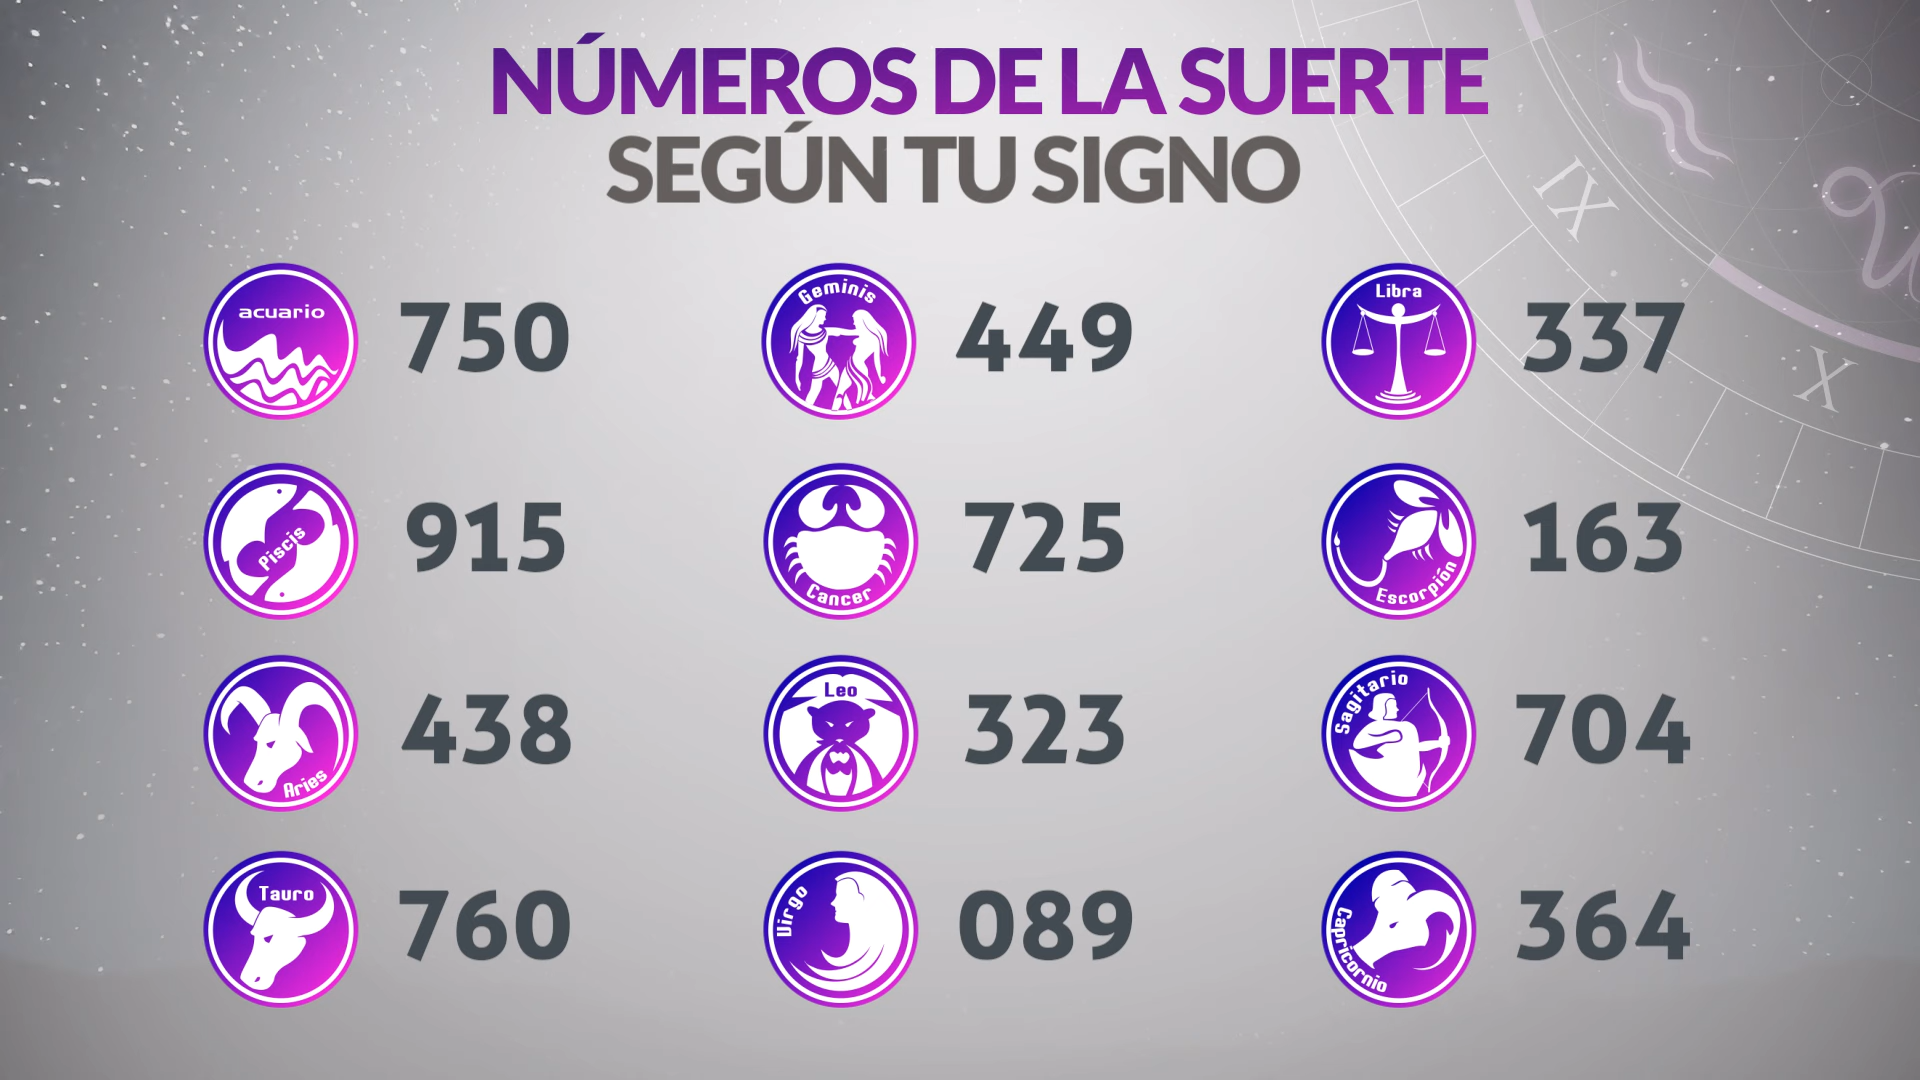 NÚMEROS DE LA SUERTE
SEGÚN TU SIGNO
acuario 750
Geminis 449
Libra 337
Piscis 915
Cancer 725
Escorpión 163
Aries 438
Leo 323
Sagitario 704
Tauro 760
Virgo 089
Capricornio 364
IX
X